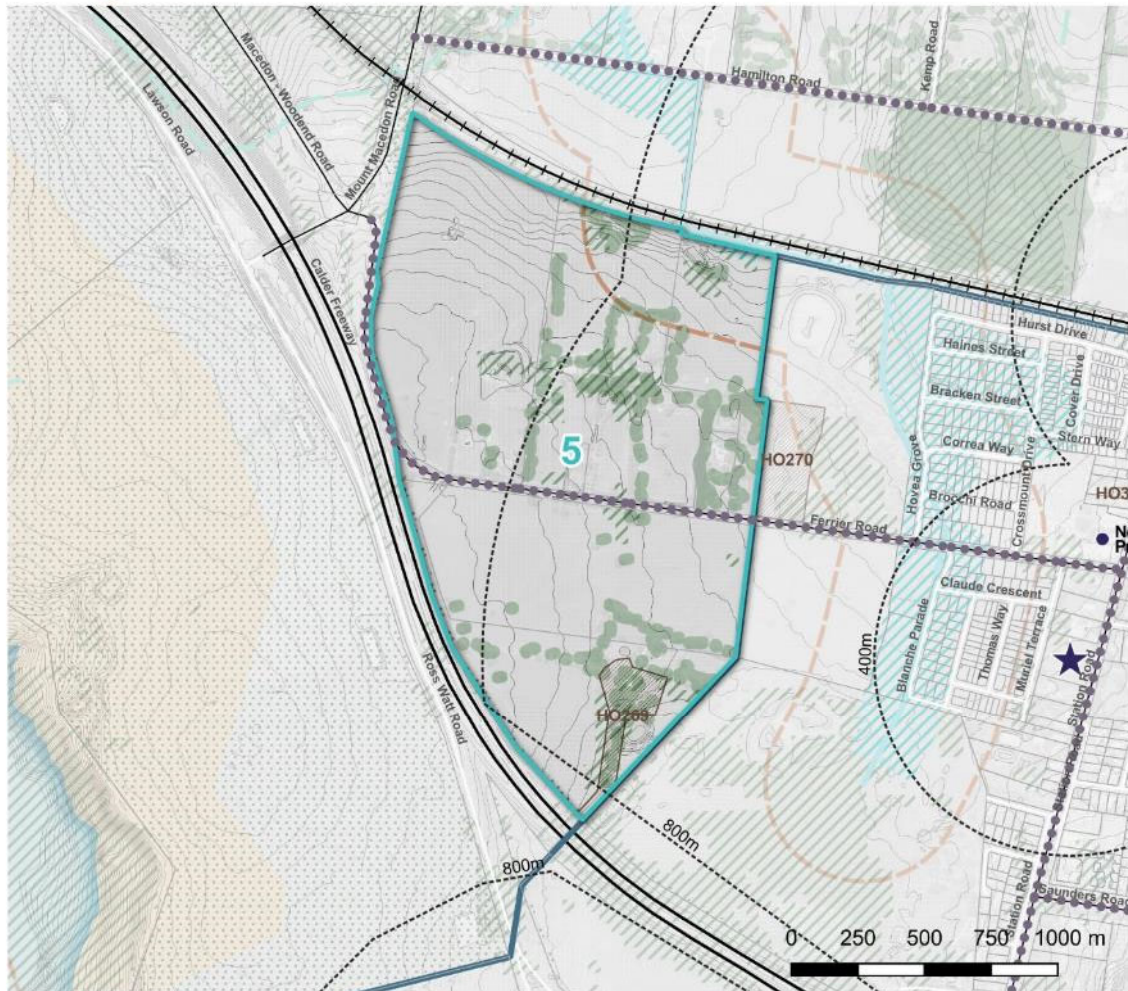 Hamilton Road
Kemp Road
Macedon - Woodend Road
Lawson Road
Mount Macedon Road
Calder Freeway
Hurst Drive
Haines Street
Bracken Street
Cover Drive
Stern Way
Correa Way
Hovea Grove
Crossmount Drive
5
HO270
Brocchi Road
HO3
Ferrier Road
Ne
Pr
Claude Crescent
Thomas Way
Muriel Terrace
Blanche Parade
400m
Station Road
Ross Watt Road
HO269
800m
800m
Station Road
Saunders Road
0 250 500 750 1000 m